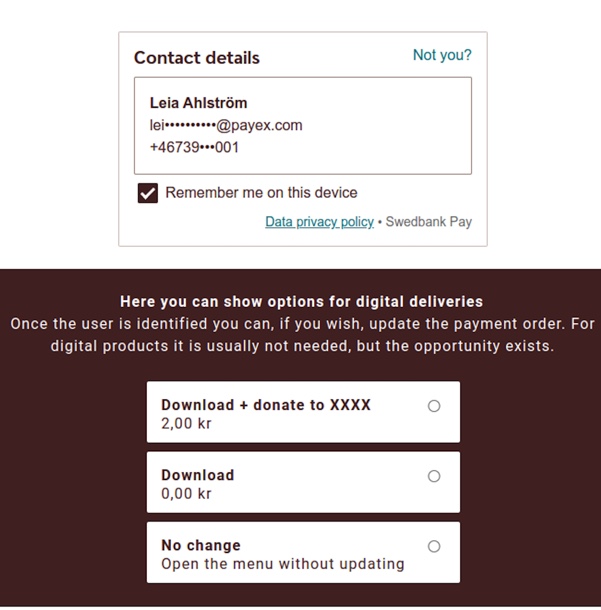 Contact details
Not you?
Leia Ahlström
lei••••••••••@payex.com
+46739•••001
Remember me on this device
Data privacy policy • Swedbank Pay
Here you can show options for digital deliveries
Once the user is identified you can, if you wish, update the payment order. For
digital products it is usually not needed, but the opportunity exists.
Download + donate to XXXX
2,00 kr
Download
0,00 kr
No change
Open the menu without updating